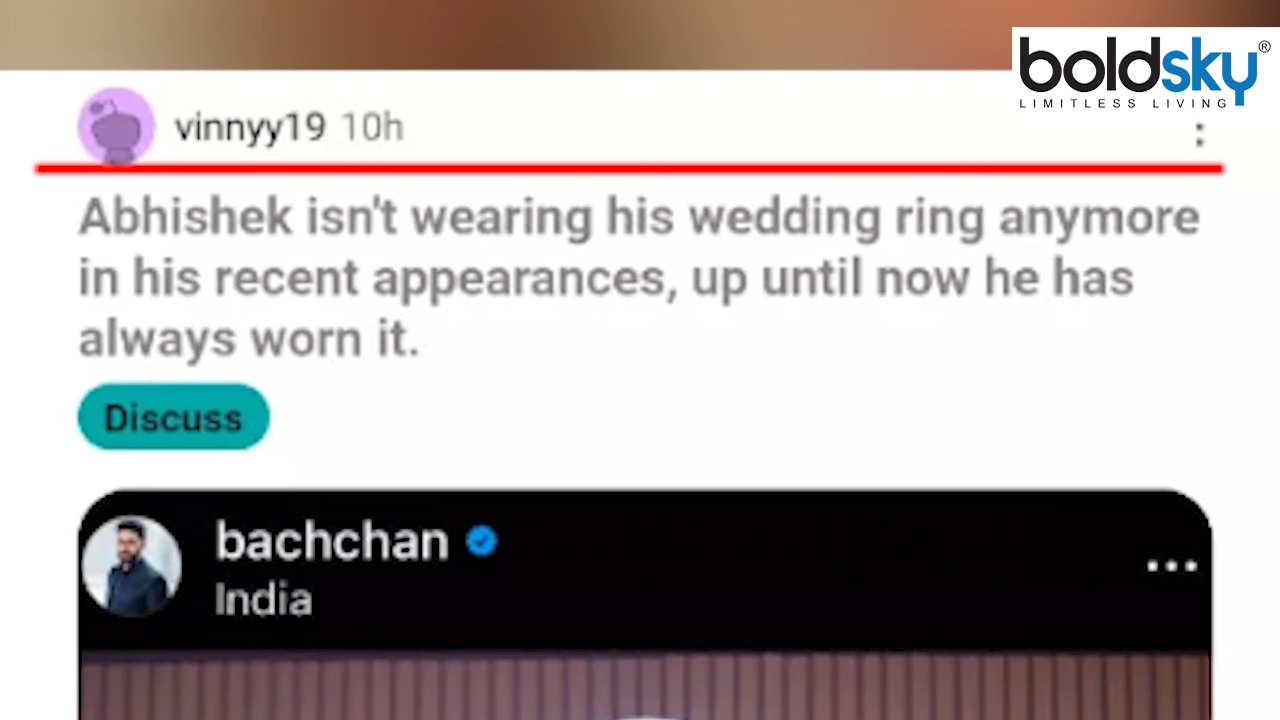 boldsky®
LIMITLESS LIVING
vinnyy19 10h
Abhishek isn't wearing his wedding ring anymore
in his recent appearances, up until now he has
always worn it.
Discuss
bachchan
India